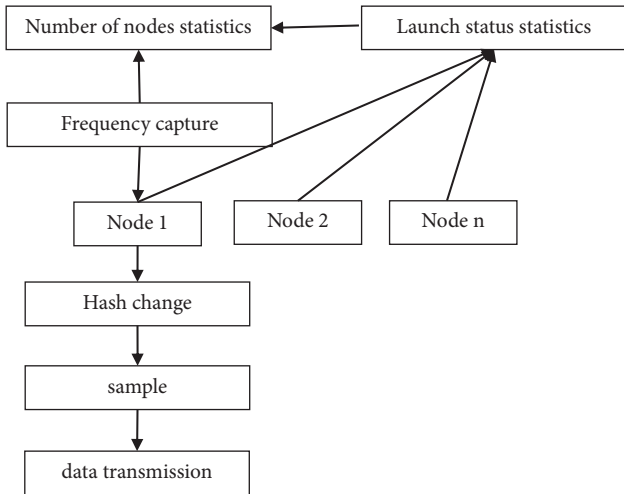 Number of nodes statistics
Launch status statistics
Frequency capture
Node 1
Node 2
Node n
Hash change
sample
data transmission